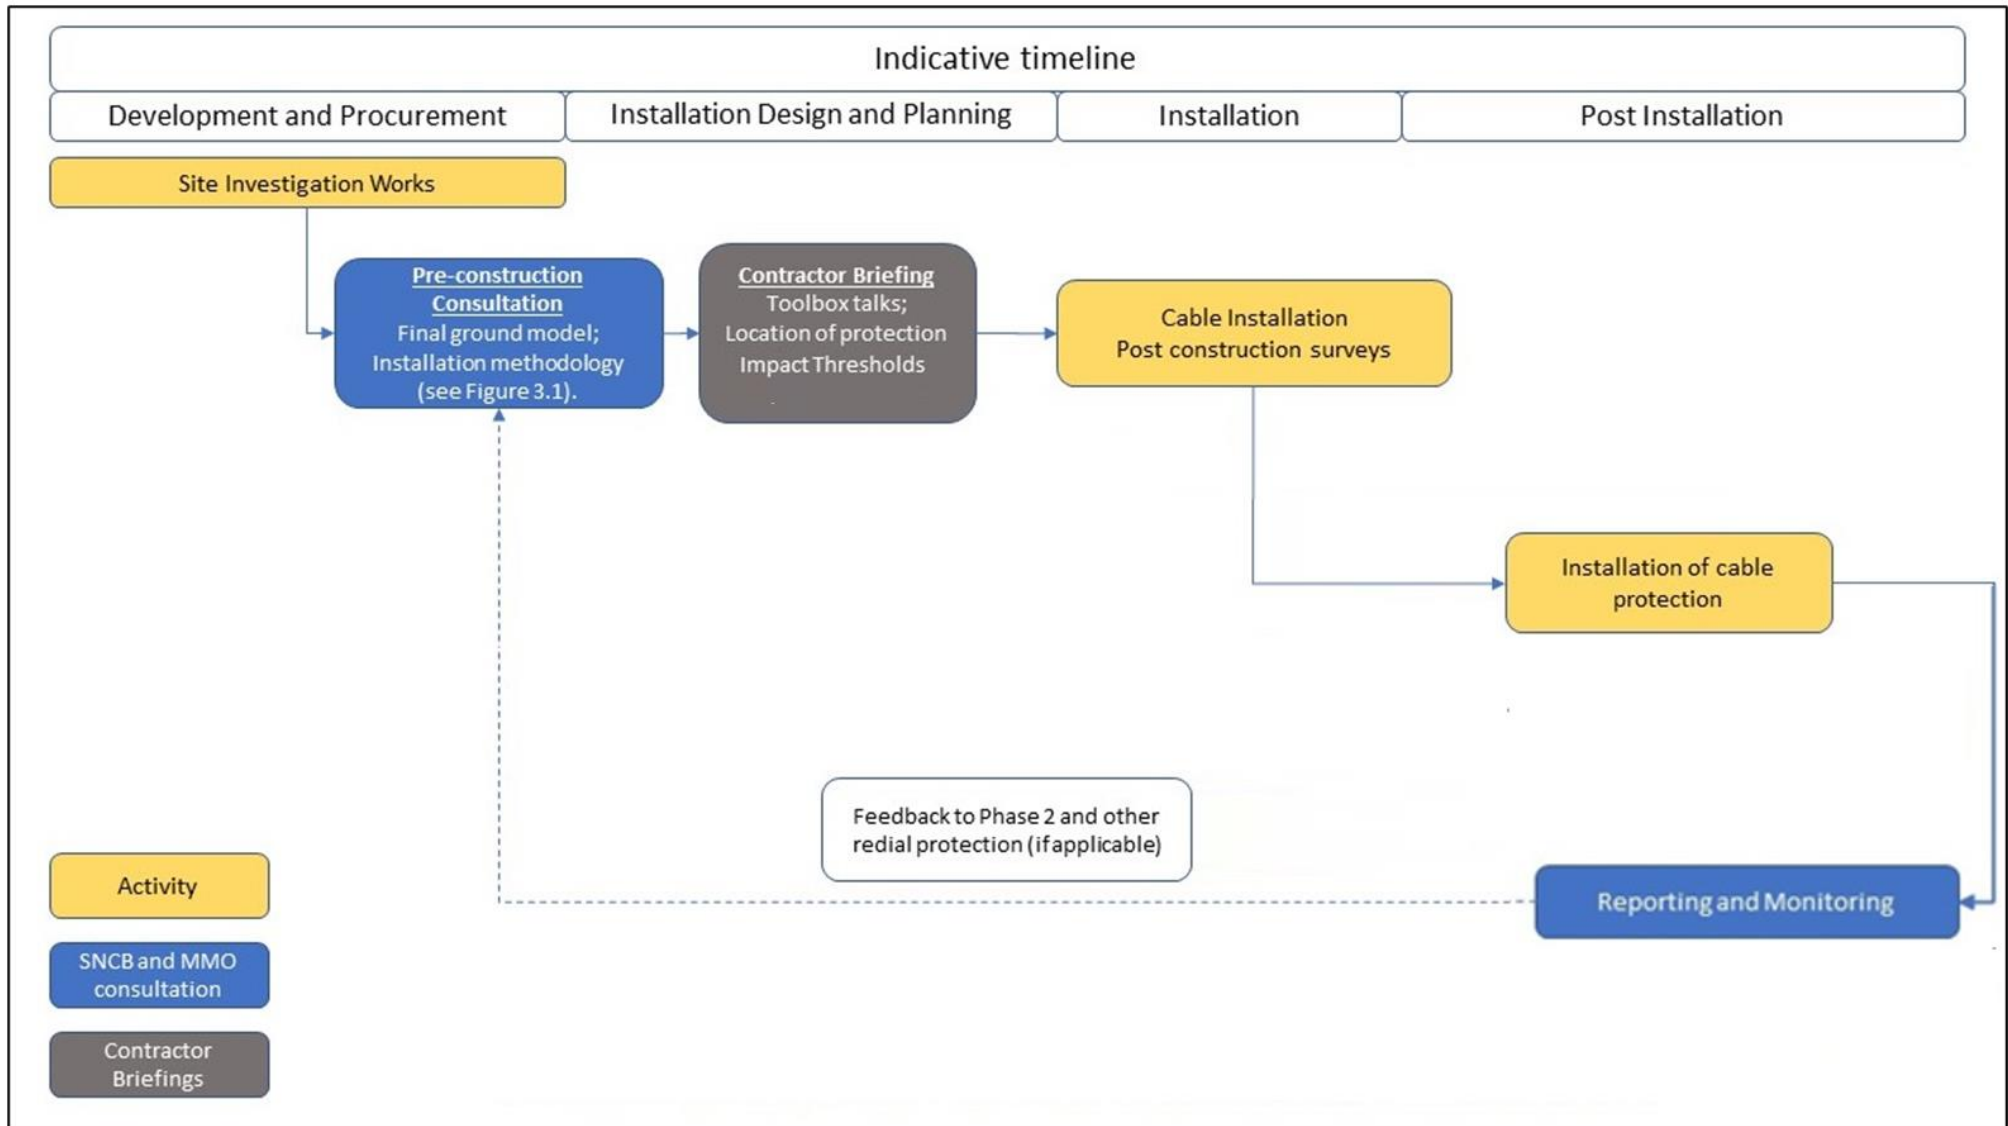 Indicative timeline
Development and Procurement
Installation Design and Planning
Installation
Post Installation
Site Investigation Works
Pre-construction
Consultation
Final ground model;
Installation methodology
(see Figure 3.1).
Contractor Briefing
Toolbox talks;
Location of protection
Impact Thresholds
Cable Installation
Post construction surveys
Installation of cable
protection
Feedback to Phase 2 and other
redial protection (if applicable)
Reporting and Monitoring
Activity
SNCB and MMO
consultation
Contractor
Briefings